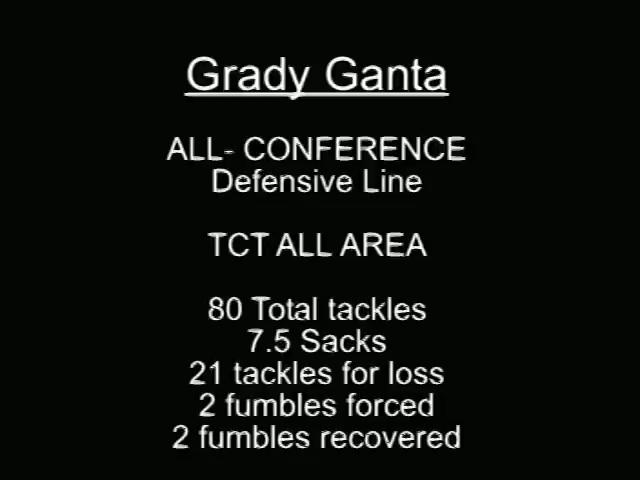 Grady Ganta
ALL- CONFERENCE
Defensive Line
TCT ALL AREA
80 Total tackles
7.5 Sacks
21 tackles for loss
2 fumbles forced
2 fumbles recovered